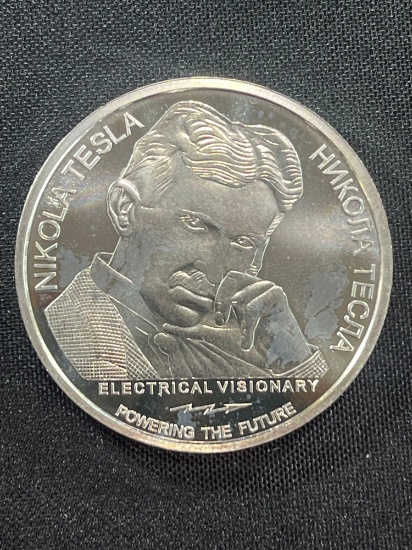 NIKOLA TESLA
НИКОЛА ТЕСЛА
ELECTRICAL VISIONARY
POWERING THE FUTURE